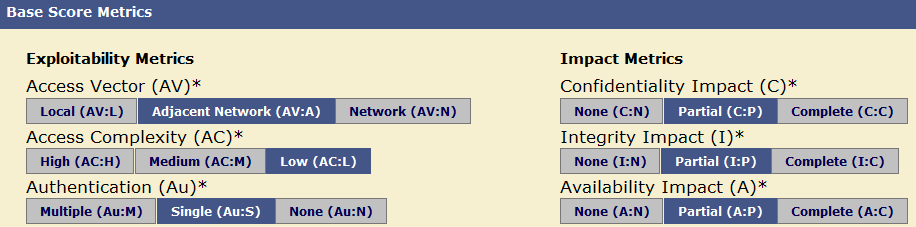 Base Score Metrics
Exploitability Metrics
Access Vector (AV)*
Local (AV:L) Adjacent Network (AV:A) Network (AV:N)
Access Complexity (AC)*
High (AC:H) Medium (AC:M) Low (AC:L)
Authentication (Au)*
Multiple (Au:M) Single (Au:S) None (Au:N)
Impact Metrics
Confidentiality Impact (C)*
None (C:N) Partial (C:P) Complete (C:C)
Integrity Impact (I)*
None (I:N) Partial (I:P) Complete (I:C)
Availability Impact (A)*
None (A:N) Partial (A:P) Complete (A:C)